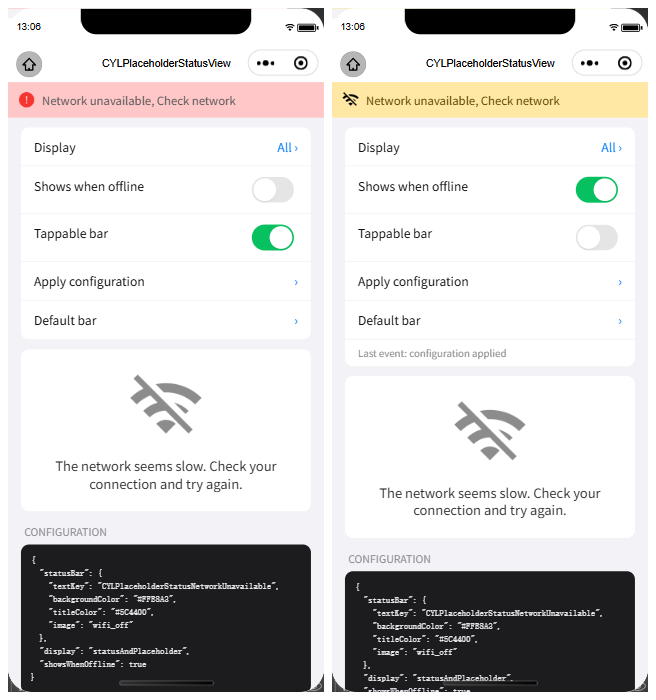 13:06
CYLPlaceholderStatusView
Network unavailable, Check network
Display
All ›
Shows when offline
Tappable bar
Apply configuration ›
Default bar ›
The network seems slow. Check your
connection and try again.
CONFIGURATION
{
"statusBar": {
"textKey": "CYLPlaceholderStatusNetworkUnavailable",
"backgroundColor": "#FFE8A3",
"titleColor": "#5C4400",
"image": "wifi_off"
},
"display": "statusAndPlaceholder",
"showsWhenOffline": true
}
13:06
CYLPlaceholderStatusView
Network unavailable, Check network
Display
All ›
Shows when offline
Tappable bar
Apply configuration ›
Default bar ›
Last event: configuration applied
The network seems slow. Check your
connection and try again.
CONFIGURATION
{
"statusBar": {
"textKey": "CYLPlaceholderStatusNetworkUnavailable",
"backgroundColor": "#FFE8A3",
"titleColor": "#5C4400",
"image": "wifi_off"
},
"display": "statusAndPlaceholder",
"showsWhenOffline": true